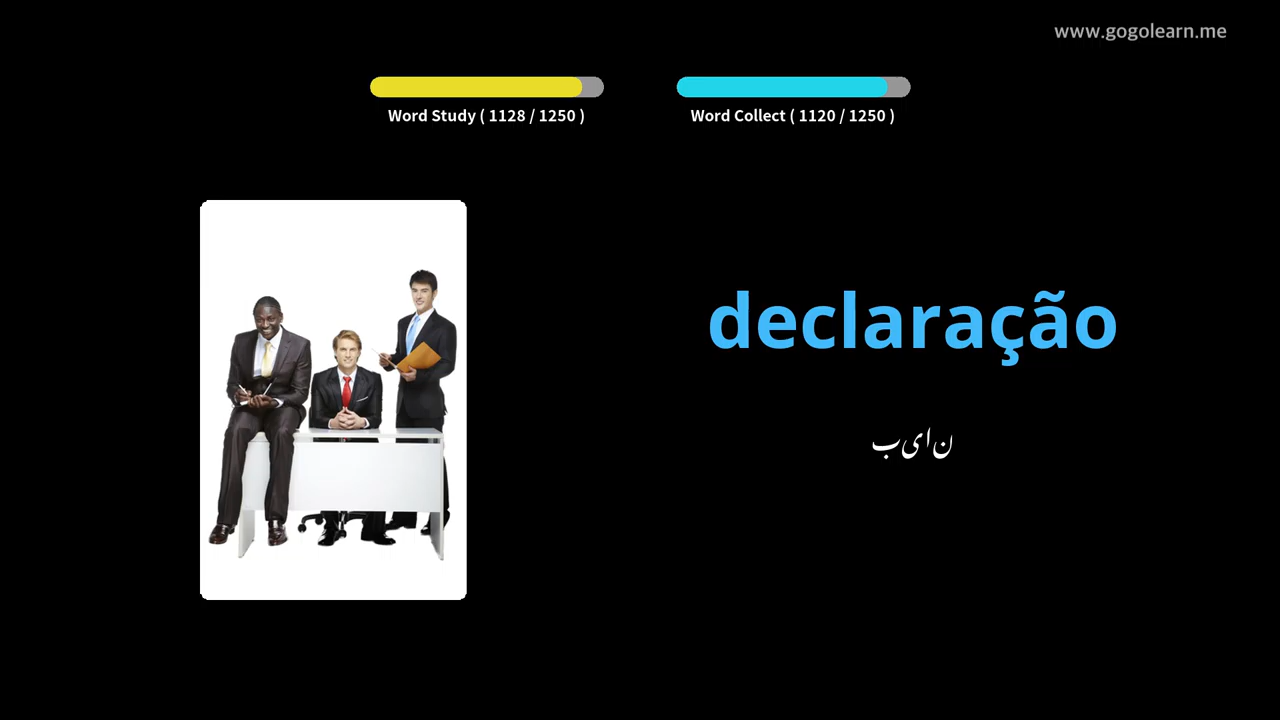 www.gogolearn.me
Word Study ( 1128 / 1250 )
Word Collect ( 1120 / 1250 )
declaração
بیان